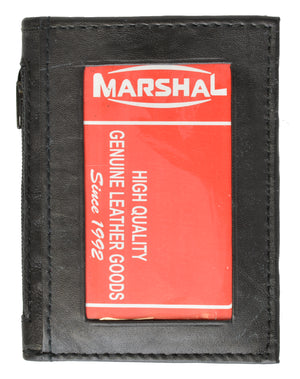 MARSHAL
HIGH QUALITY
GENUINE LEATHER GOODS
Since 1992